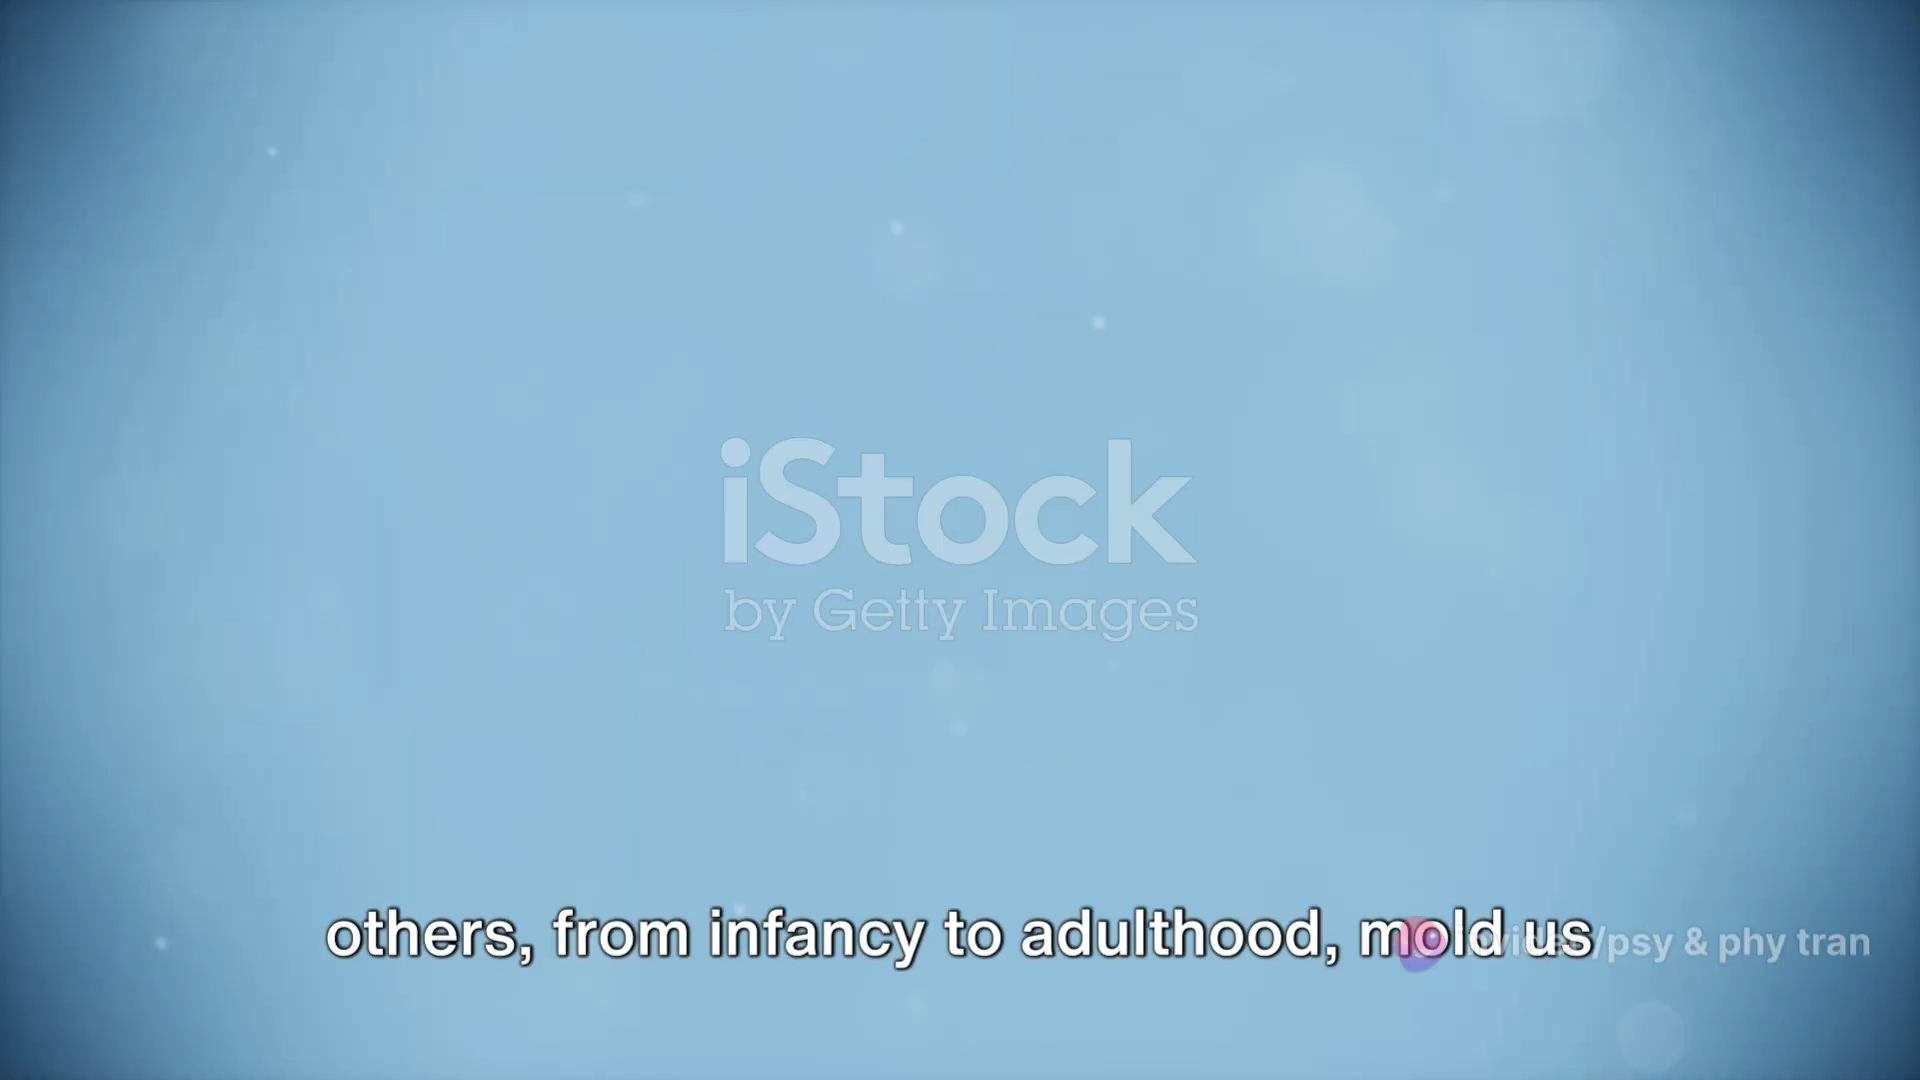 iStock
by Getty Images
others, from infancy to adulthood, mold us
/psy & phy tran